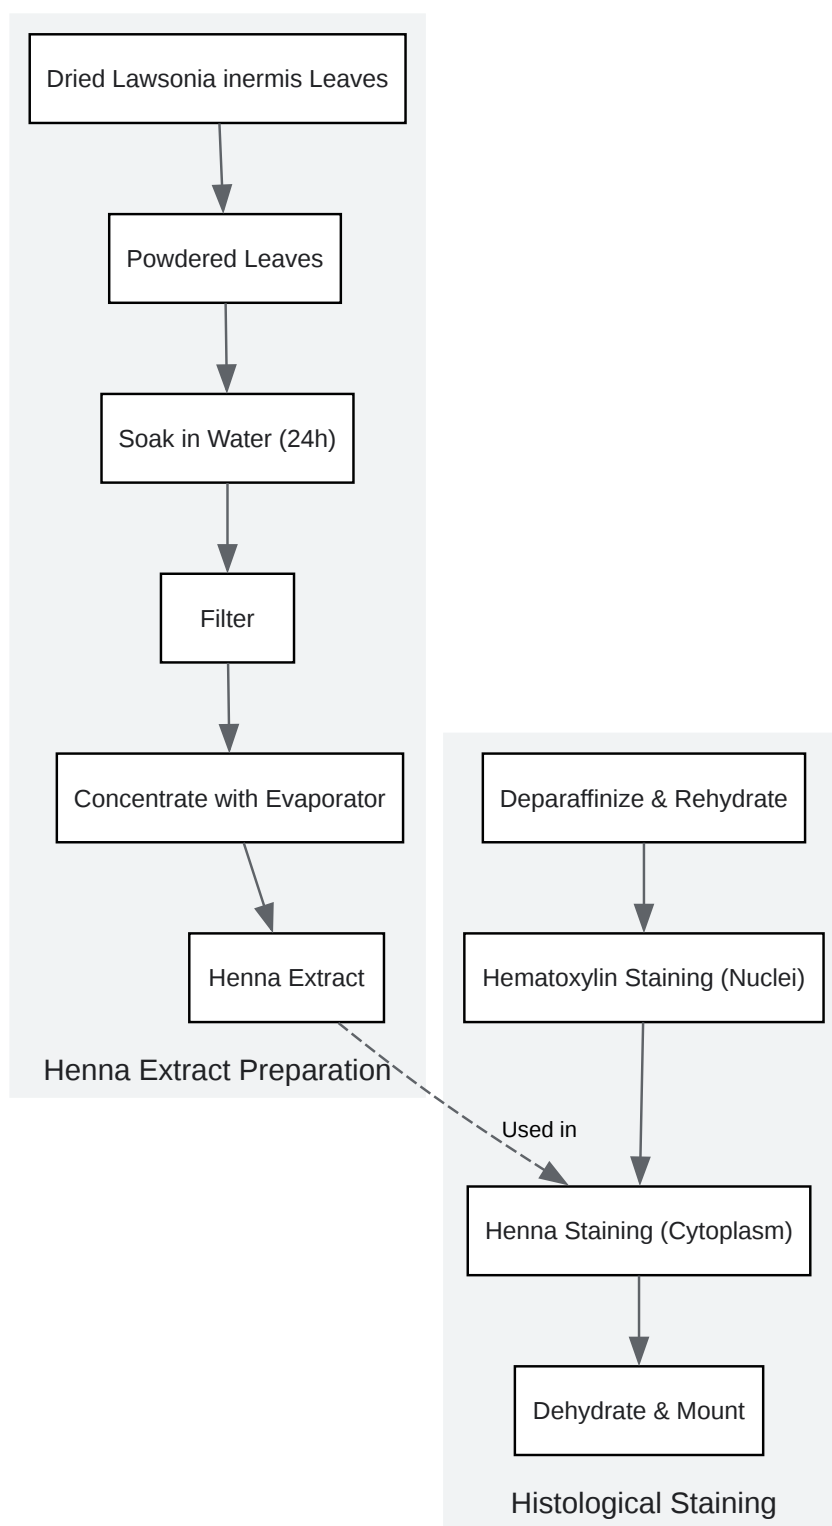 Dried Lawsonia inermis Leaves
Powdered Leaves
Soak in Water (24h)
Filter
Concentrate with Evaporator
Henna Extract
Henna Extract Preparation
Deparaffinize & Rehydrate
Hematoxylin Staining (Nuclei)
Used in
Henna Staining (Cytoplasm)
Dehydrate & Mount
Histological Staining